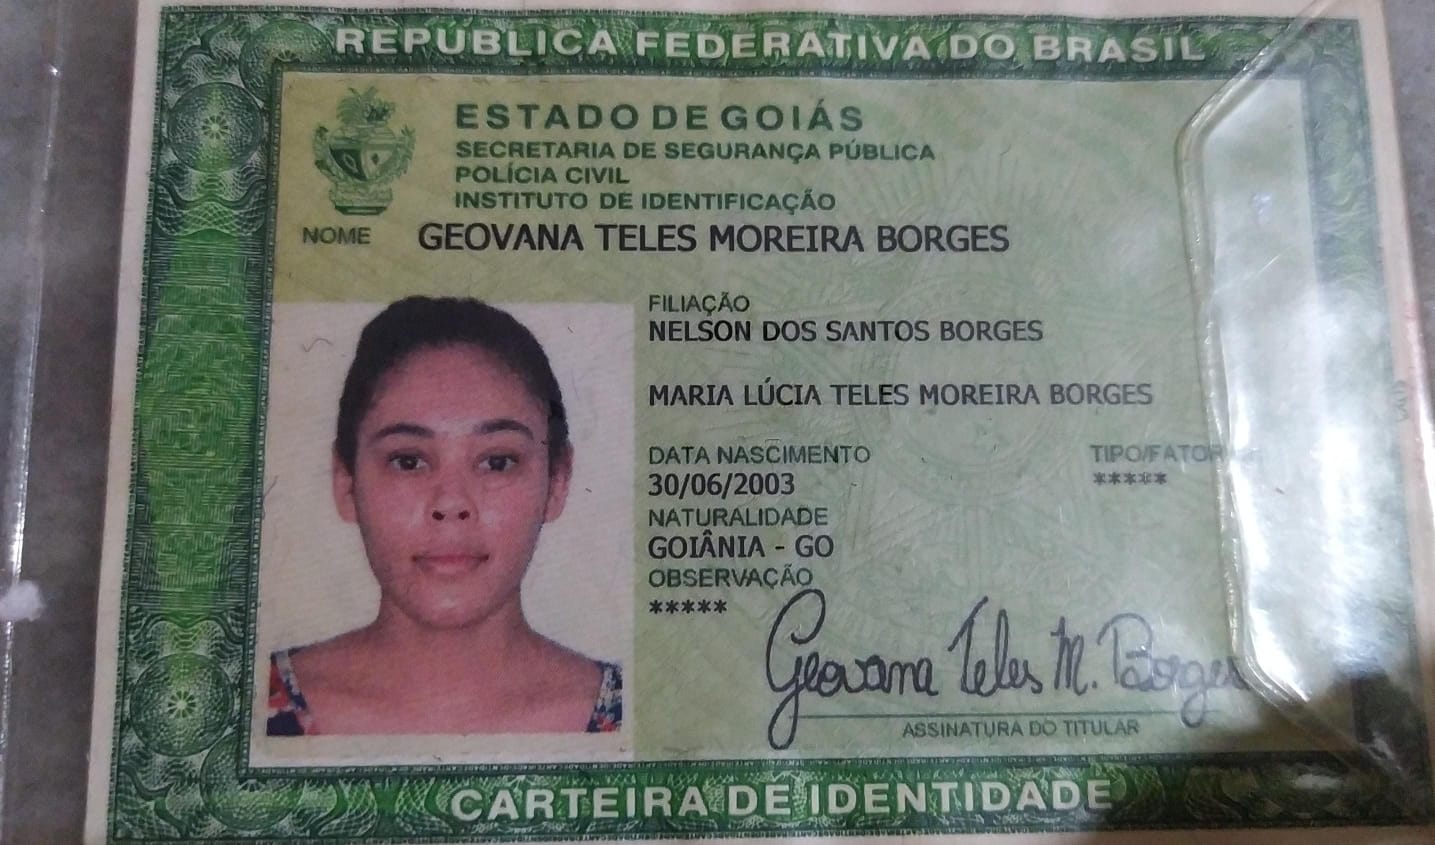 REPÚBLICA FEDERATIVA DO BRASIL
ESTADO DE GOIÁS
SECRETARIA DE SEGURANÇA PÚBLICA
POLÍCIA CIVIL
INSTITUTO DE IDENTIFICAÇÃO
NOME GEOVANA TELES MOREIRA BORGES
FILIAÇÃO
NELSON DOS SANTOS BORGES
MARIA LÚCIA TELES MOREIRA BORGES
DATA NASCIMENTO TIPO/FATOR
30/06/2003 *****
NATURALIDADE
GOIÂNIA - GO
OBSERVAÇÃO
*****
Geovana Teles M. Borges
ASSINATURA DO TITULAR
CARTEIRA DE IDENTIDADE